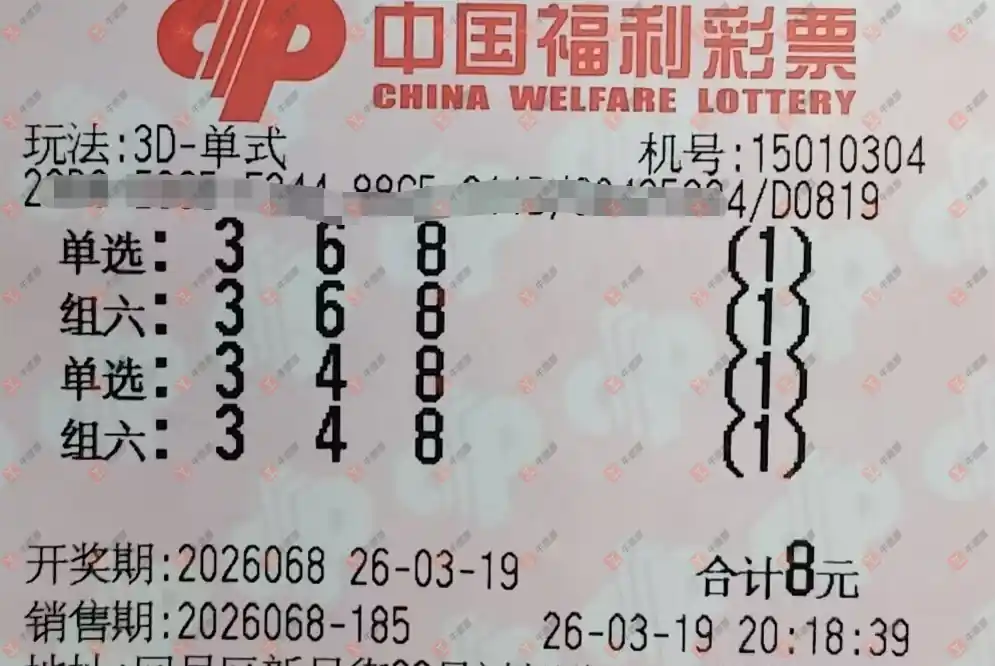 中国福利彩票
CHINA WELFARE LOTTERY
玩法:3D-单式 机号:15010304
4/D0819
单选: 3 6 8 (1)
组六: 3 6 8 (1)
单选: 3 4 8 (1)
组六: 3 4 8 (1)
开奖期:2026068 26-03-19 合计8元
销售期:2026068-185 26-03-19 20:18:39